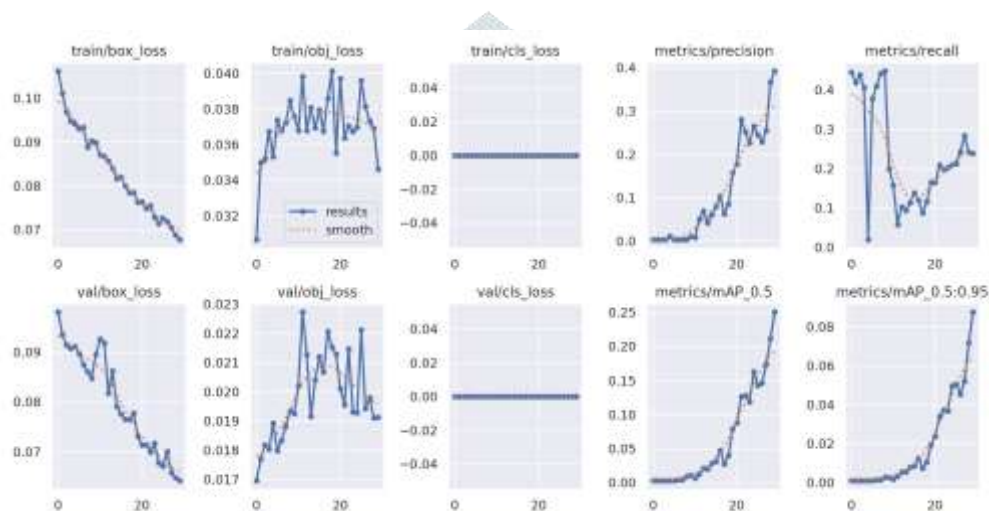 train/box_loss train/obj_loss train/cls_loss metrics/precision metrics/recall
0.10 0.09 0.08 0.07
0 20
0.040 0.038 0.036 0.034 0.032
results
smooth
0 20
0.04 0.02 0.00 −0.02 −0.04
0 20
0.4 0.3 0.2 0.1 0.0
0 20
0.4 0.3 0.2 0.1 0.0
0 20
val/box_loss val/obj_loss val/cls_loss metrics/mAP_0.5 metrics/mAP_0.5:0.95
0.09 0.08 0.07
0 20
0.023 0.022 0.021 0.020 0.019 0.018 0.017
0 20
0.04 0.02 0.00 −0.02 −0.04
0 20
0.25 0.20 0.15 0.10 0.05 0.00
0 20
0.08 0.06 0.04 0.02 0.00
0 20